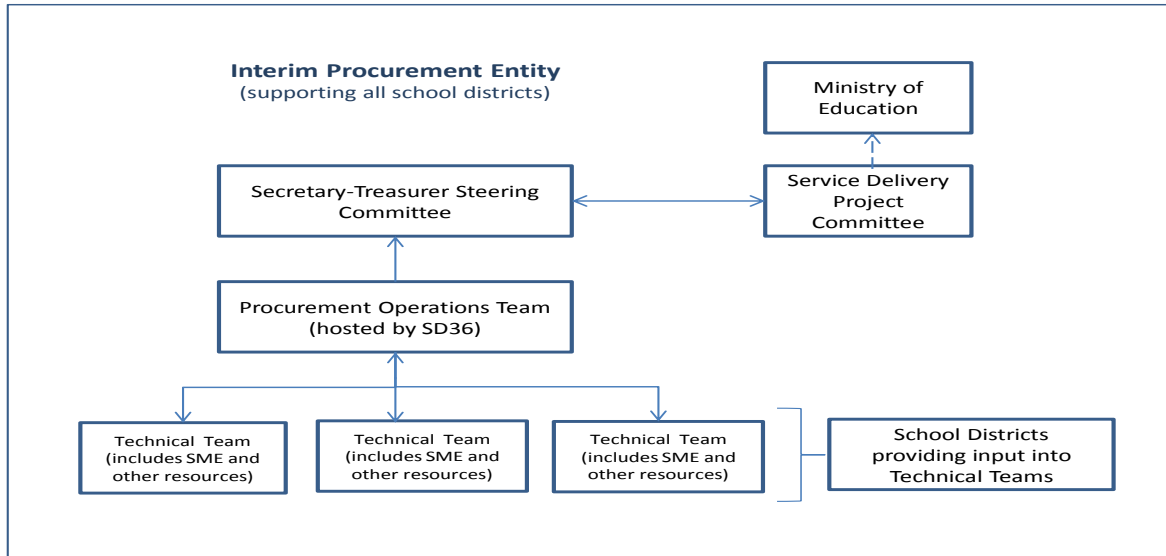 Interim Procurement Entity
(supporting all school districts)
Ministry of
Education
Secretary-Treasurer Steering
Committee
Service Delivery
Project
Committee
Procurement Operations Team
(hosted by SD36)
Technical Team
(includes SME and
other resources)
Technical Team
(includes SME and
other resources)
Technical Team
(includes SME and
other resources)
School Districts
providing input into
Technical Teams